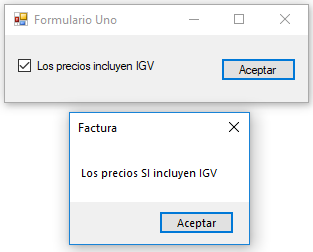 Formulario Uno
Los precios incluyen IGV
Aceptar
Factura
Los precios SI incluyen IGV
Aceptar